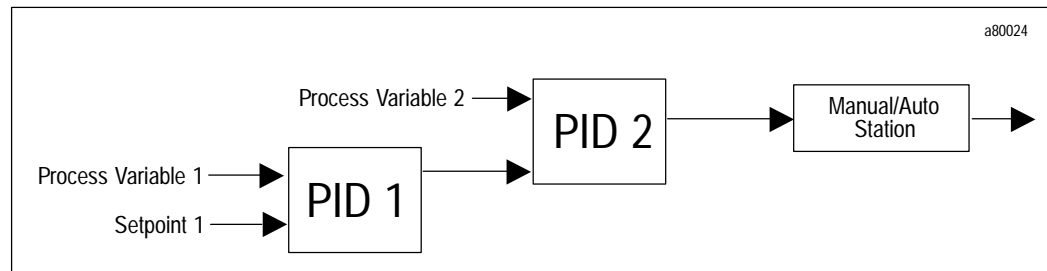 a80024
Process Variable 2
PID 2
Manual/Auto
Station
Process Variable 1
PID 1
Setpoint 1